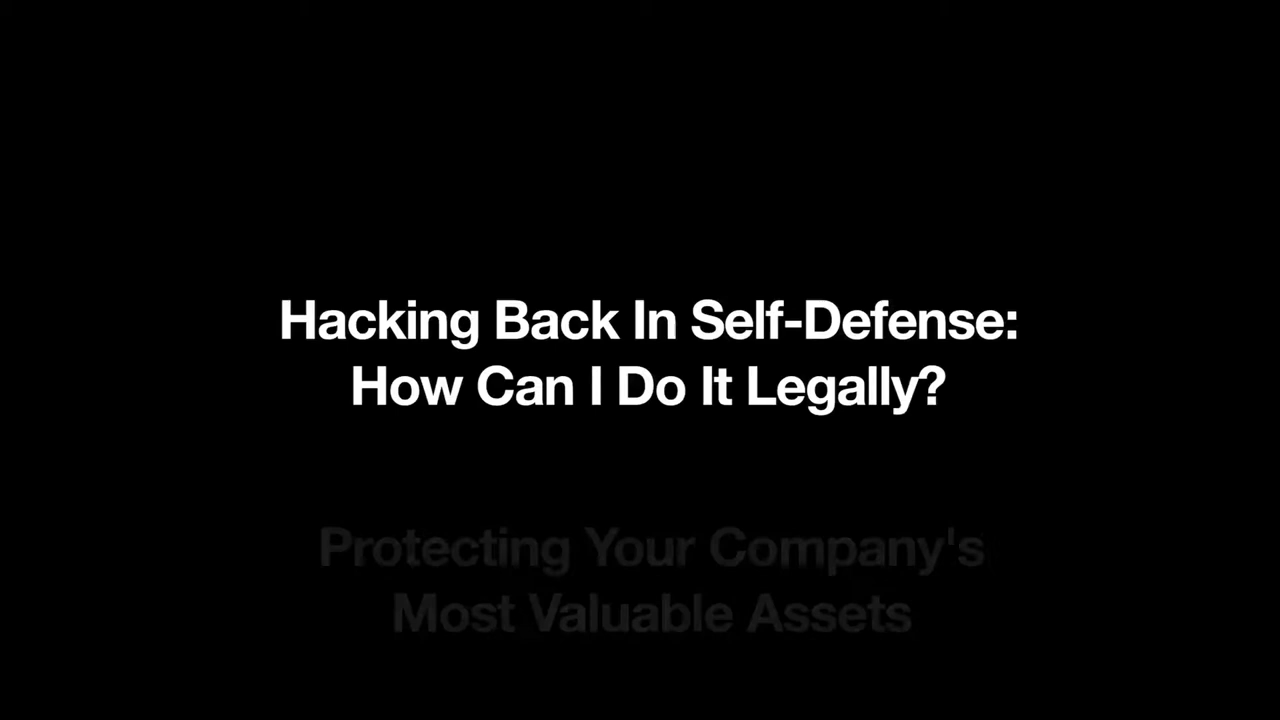 Hacking Back In Self-Defense:
How Can I Do It Legally?
Protecting Your Company's
Most Valuable Assets